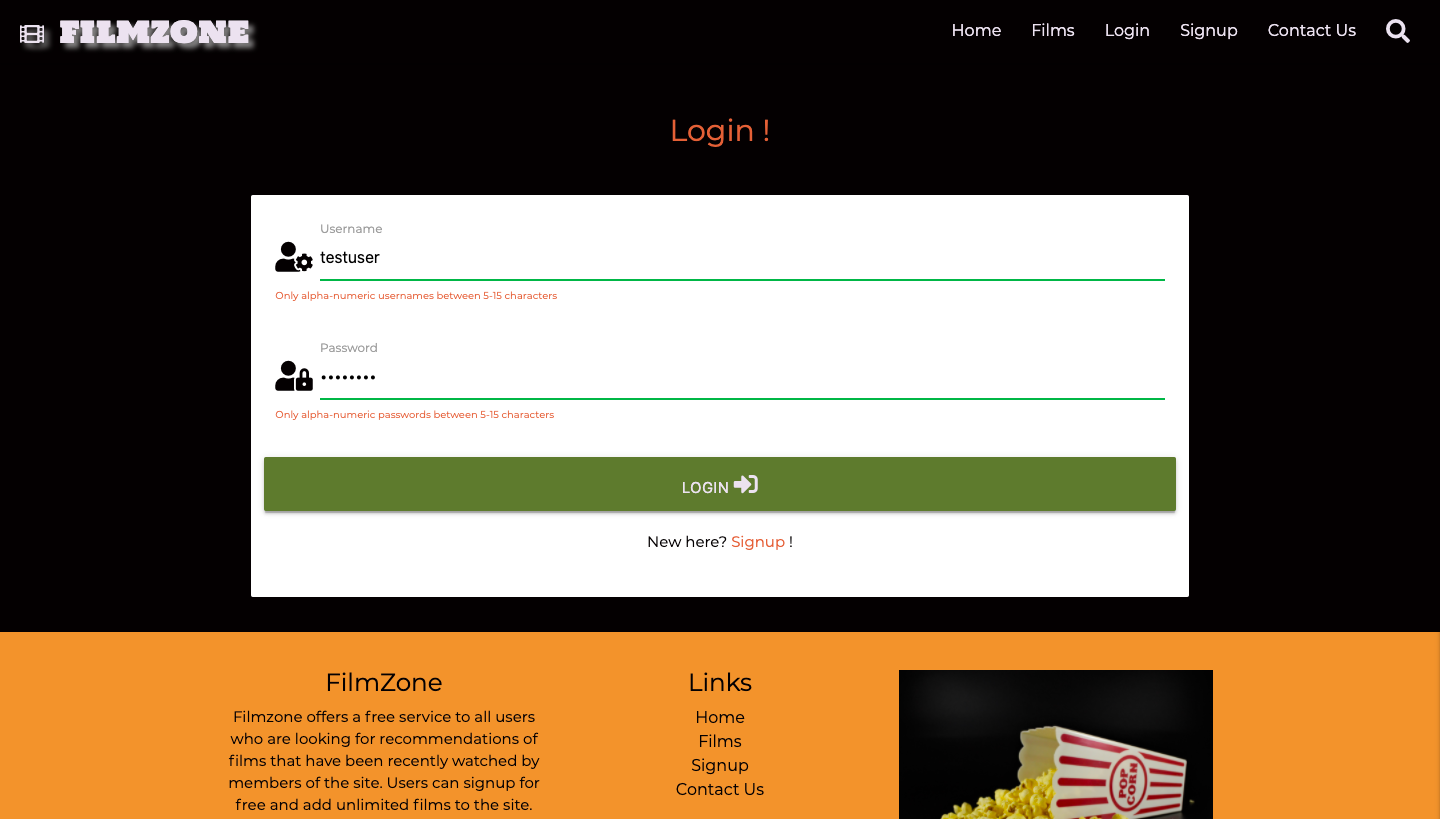 FILMZONE
Home Films Login Signup Contact Us
Login !
Username
testuser
Only alpha-numeric usernames between 5-15 characters
Password
••••••••
Only alpha-numeric passwords between 5-15 characters
LOGIN
New here? Signup !
FilmZone
Filmzone offers a free service to all users
who are looking for recommendations of
films that have been recently watched by
members of the site. Users can signup for
free and add unlimited films to the site.
Links
Home
Films
Signup
Contact Us
POP
CORN